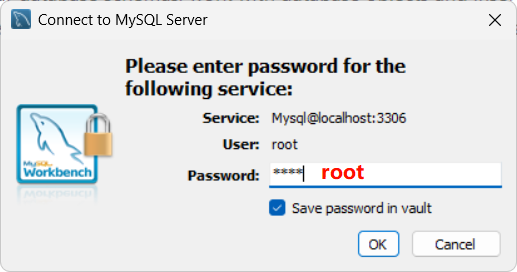 Connect to MySQL Server
Please enter password for the
following service:
Service: Mysql@localhost:3306
User: root
Password: **** root
MySQL
Workbench
Save password in vault
OK Cancel